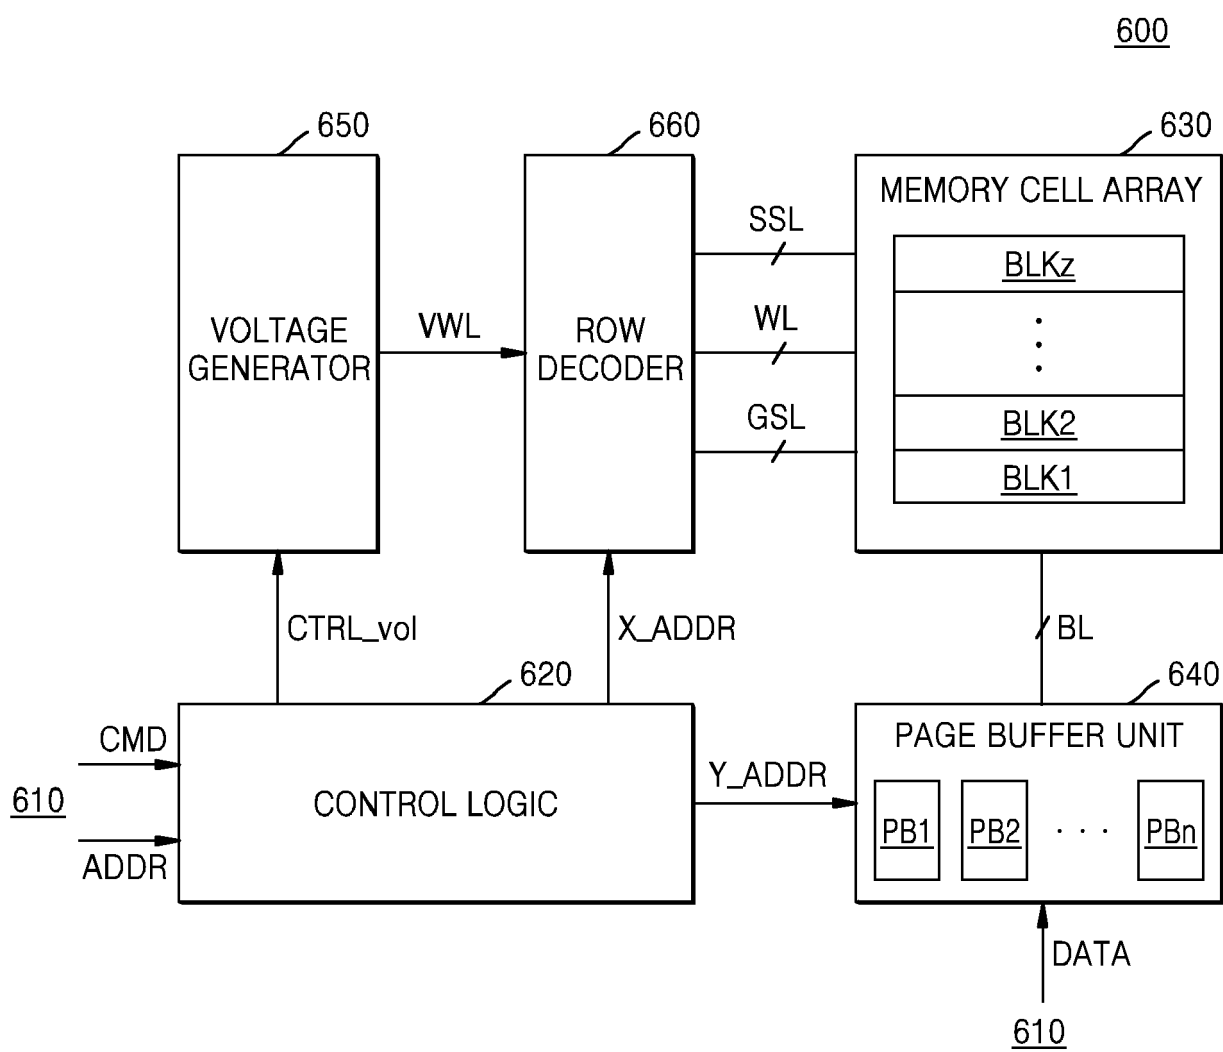 600
650
660
630
MEMORY CELL ARRAY
SSL
BLKz
VOLTAGE
GENERATOR
VWL
ROW
DECODER
WL
GSL
BLK2
BLK1
CTRL_vol
X_ADDR
BL
620
640
CMD
610
ADDR
CONTROL LOGIC
Y_ADDR
PAGE BUFFER UNIT
PB1 PB2 · · · PBn
DATA
610